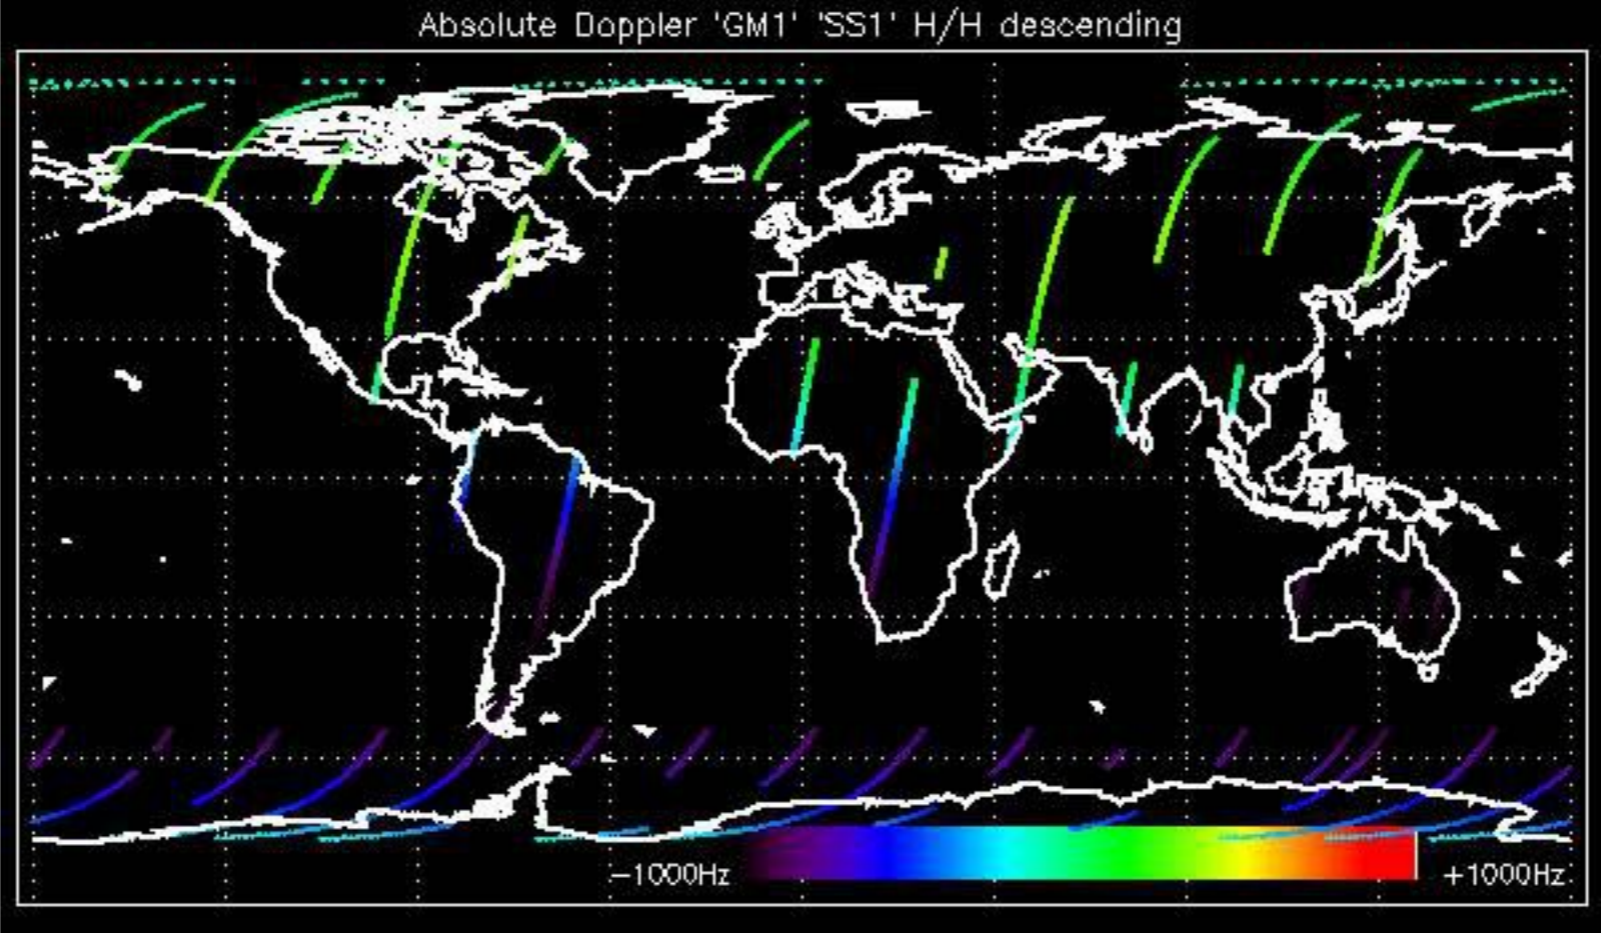 Absolute Doppler 'GM1' 'SS1' H/H descending
−1000Hz
+1000Hz